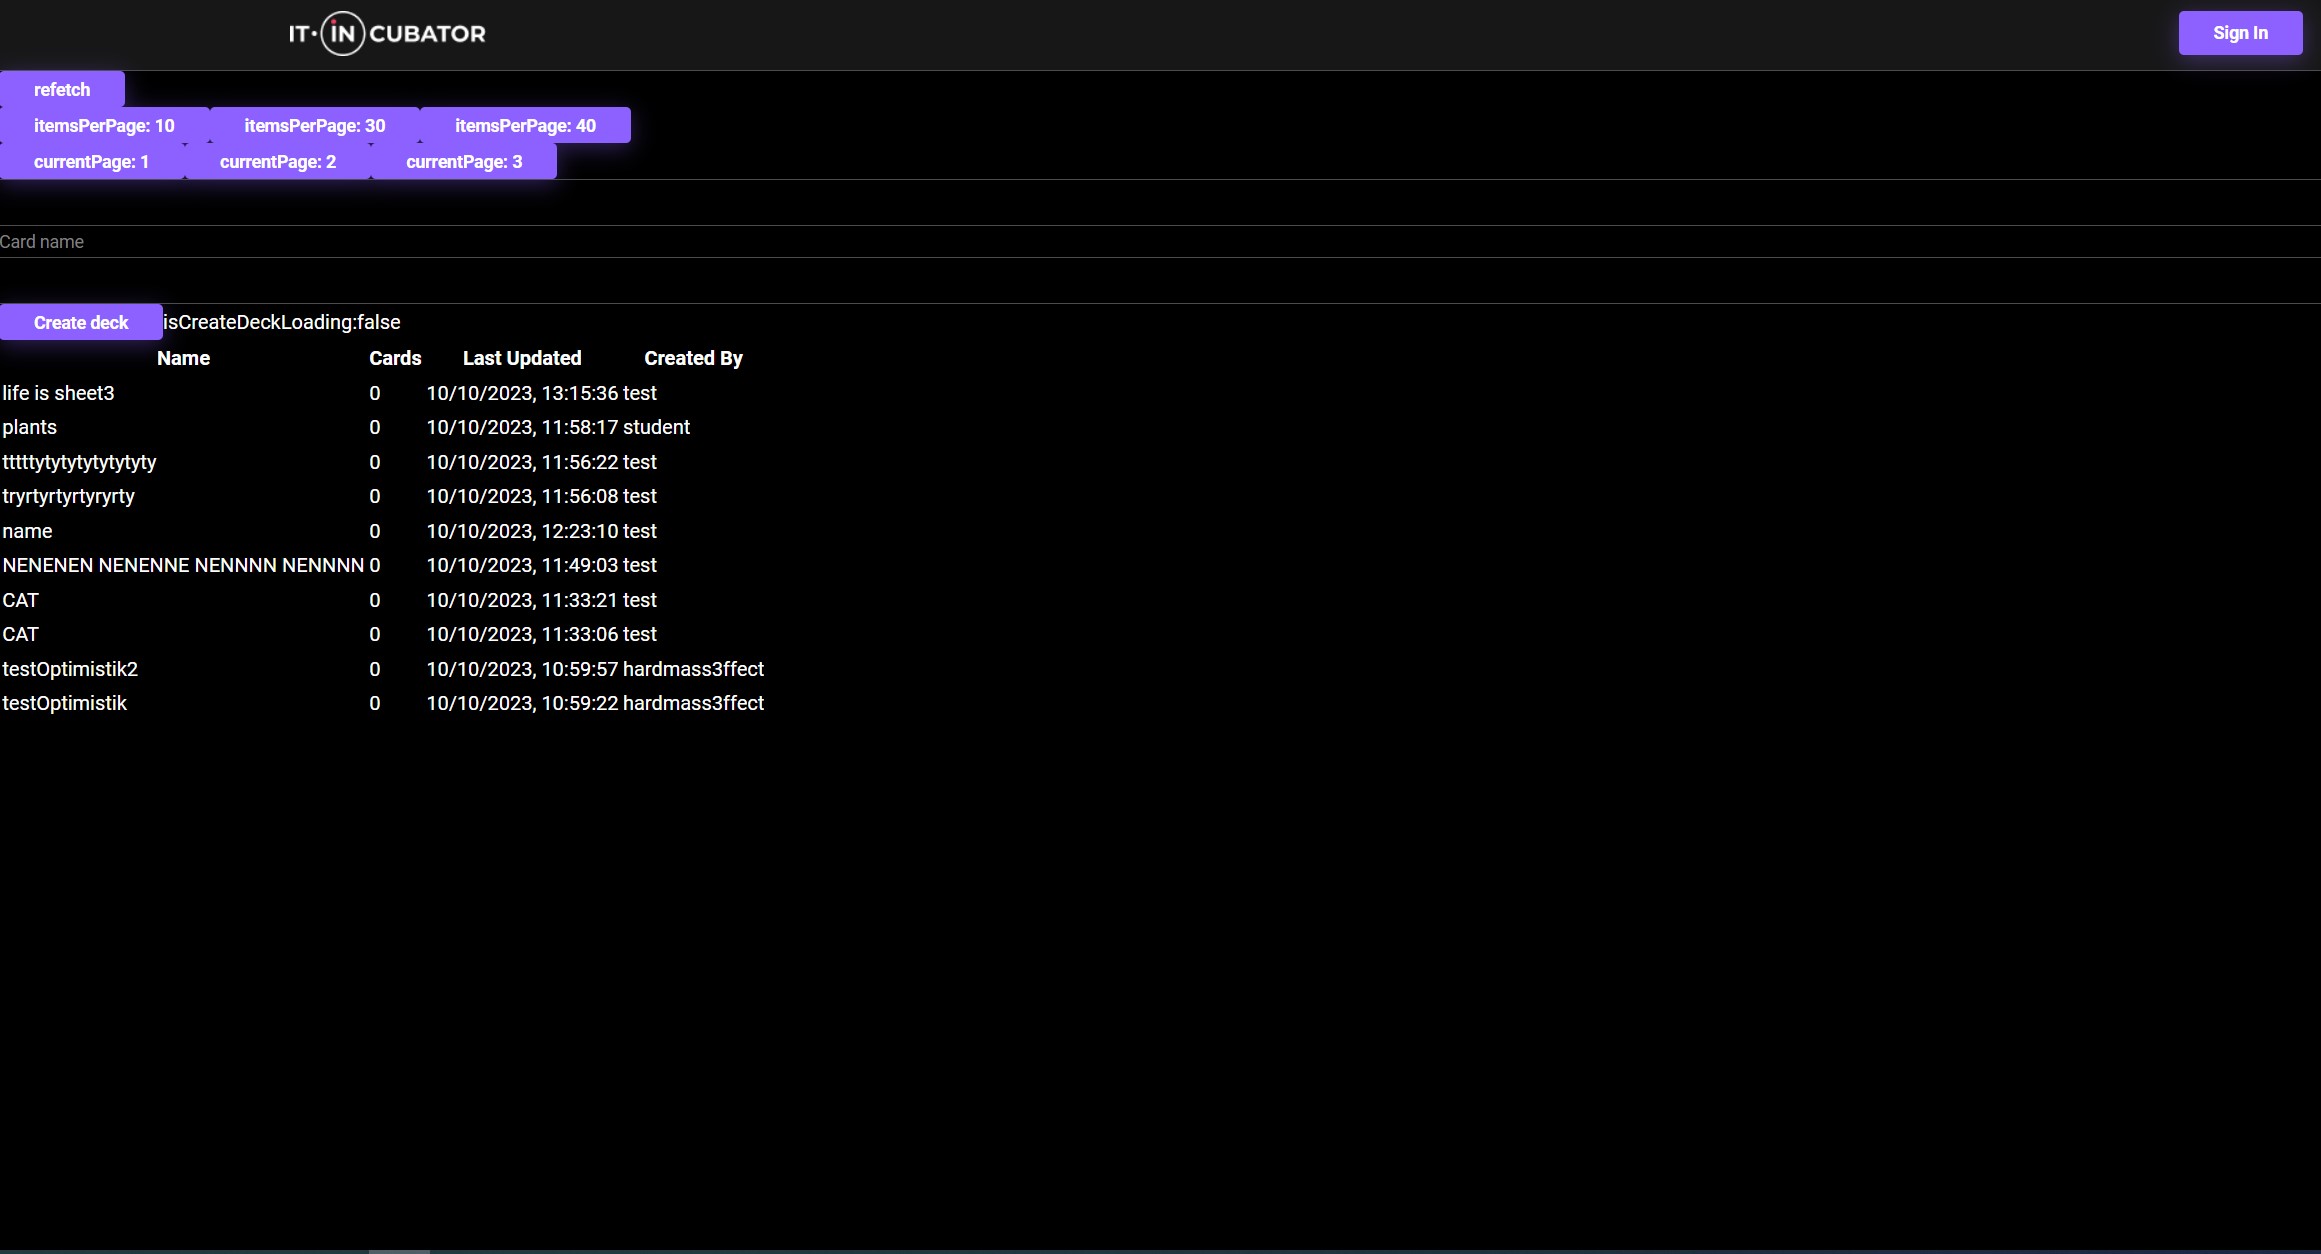 IT·INCUBATOR Sign In
refetch
itemsPerPage: 10 itemsPerPage: 30 itemsPerPage: 40
currentPage: 1 currentPage: 2 currentPage: 3
Card name
Create deck isCreateDeckLoading:false
Name Cards Last Updated Created By
life is sheet3 0 10/10/2023, 13:15:36 test
plants 0 10/10/2023, 11:58:17 student
tttttytytytytytytyty 0 10/10/2023, 11:56:22 test
tryrtyrtyrtyryrty 0 10/10/2023, 11:56:08 test
name 0 10/10/2023, 12:23:10 test
NENENEN NENENNE NENNNN NENNNN 0 10/10/2023, 11:49:03 test
CAT 0 10/10/2023, 11:33:21 test
CAT 0 10/10/2023, 11:33:06 test
testOptimistik2 0 10/10/2023, 10:59:57 hardmass3ffect
testOptimistik 0 10/10/2023, 10:59:22 hardmass3ffect